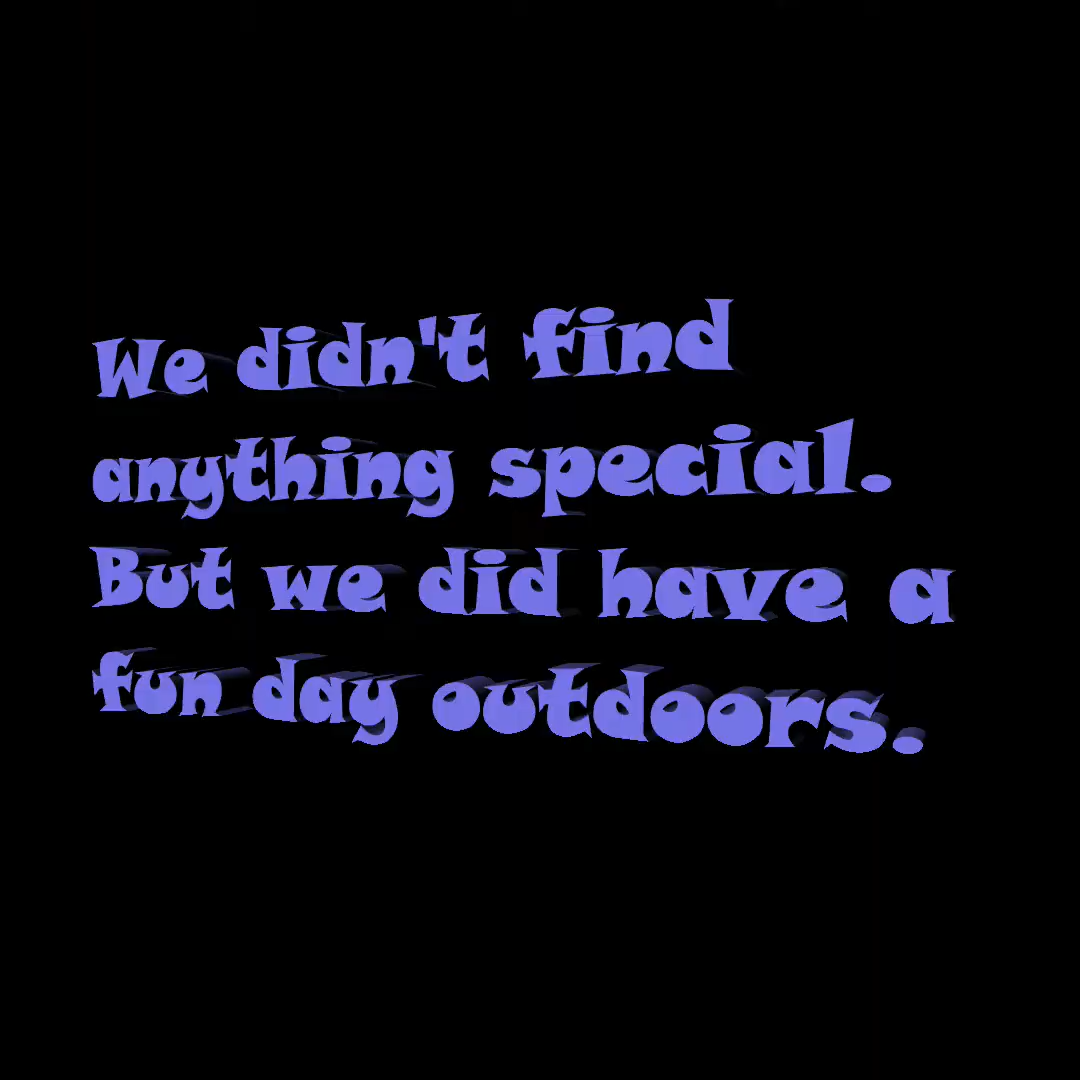 We didn't find
anything special.
But we did have a
fun day outdoors.